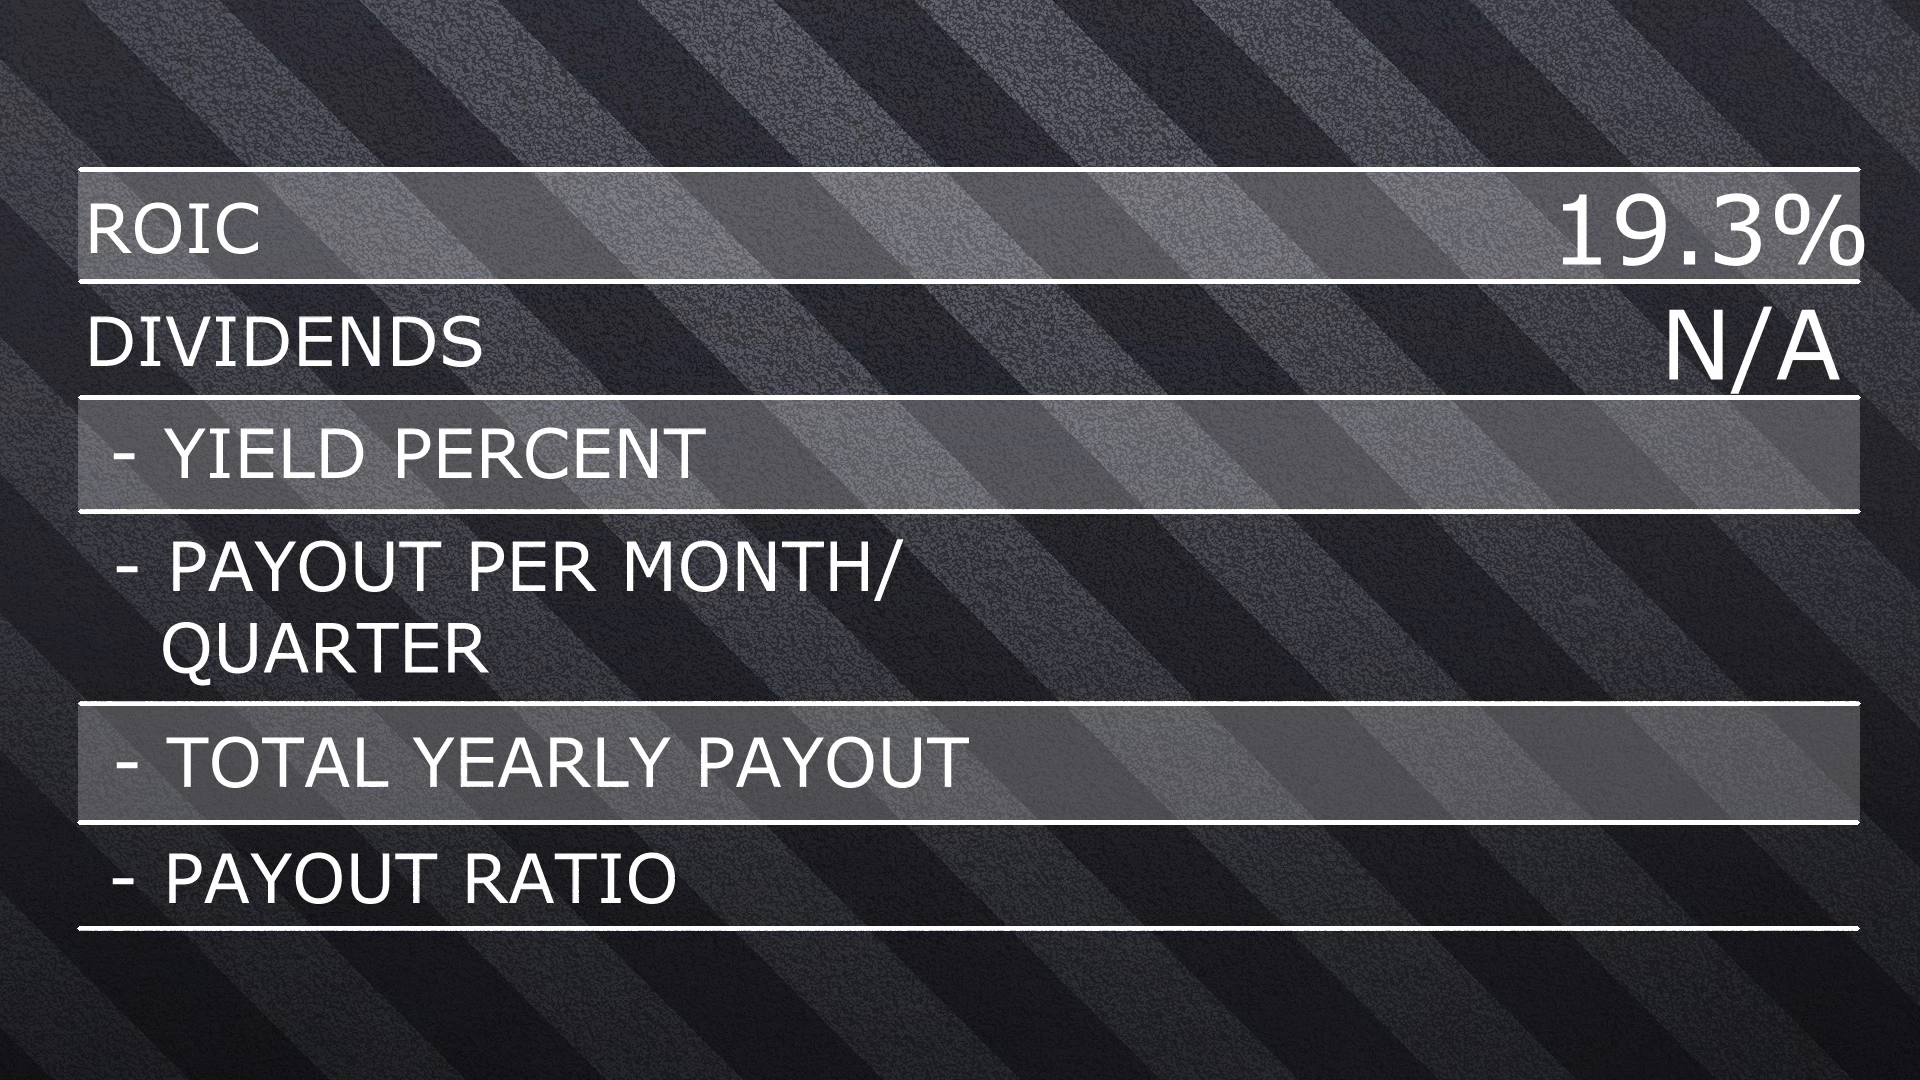 ROIC 19.3%
DIVIDENDS N/A
- YIELD PERCENT
- PAYOUT PER MONTH/
QUARTER
- TOTAL YEARLY PAYOUT
- PAYOUT RATIO